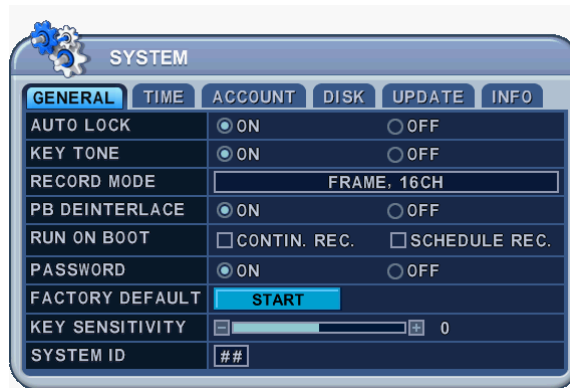 SYSTEM
GENERAL TIME ACCOUNT DISK UPDATE INFO
AUTO LOCK ON OFF
KEY TONE ON OFF
RECORD MODE FRAME, 16CH
PB DEINTERLACE ON OFF
RUN ON BOOT CONTIN. REC. SCHEDULE REC.
PASSWORD ON OFF
FACTORY DEFAULT START
KEY SENSITIVITY - + 0
SYSTEM ID ##